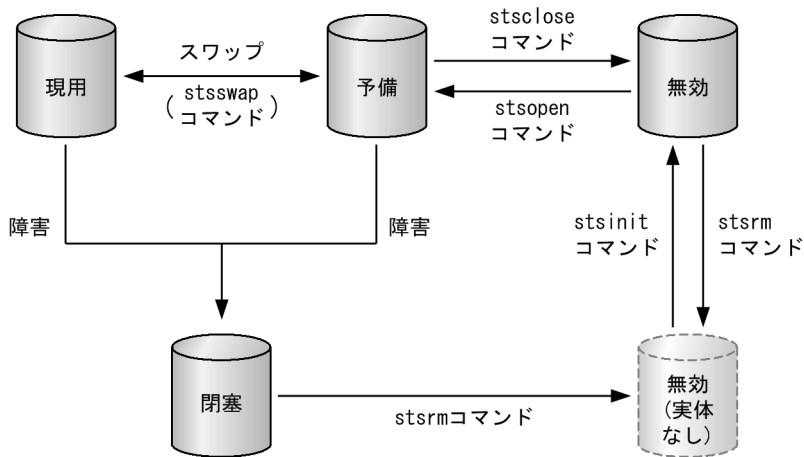 stsclose
コマンド
スワップ
現用
予備
無効
(stsswap
コマンド)
stsopen
コマンド
障害
障害
stsinit
コマンド
stsrm
コマンド
閉塞
stsrmコマンド
無効
(実体
なし)